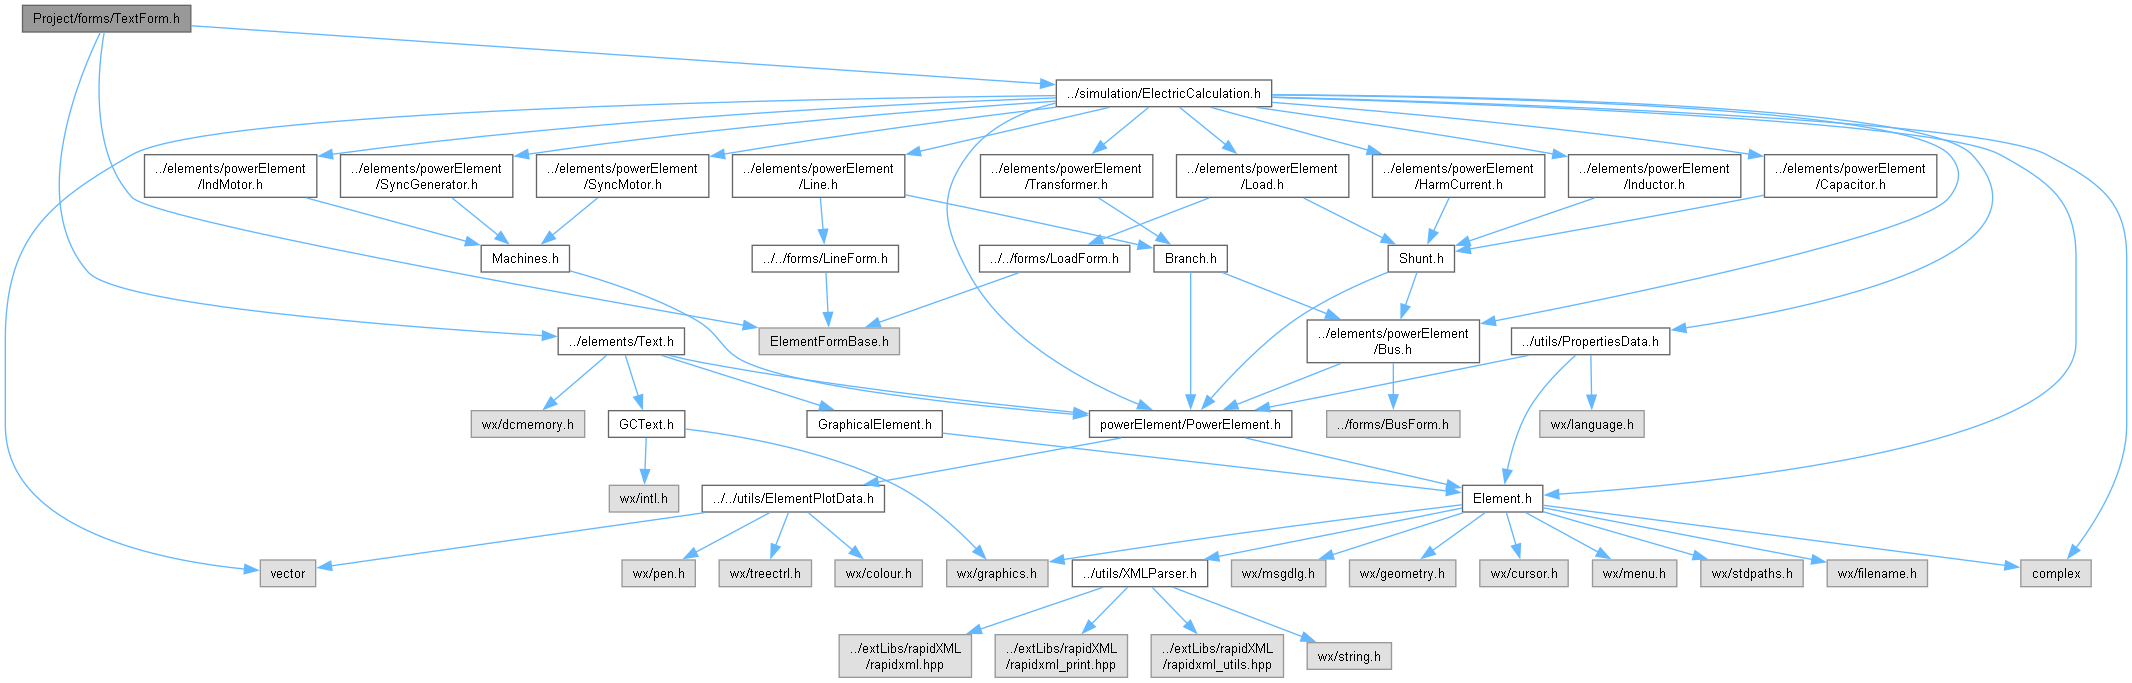 Project/forms/TextForm.h
../simulation/ElectricCalculation.h
../elements/powerElement
/IndMotor.h
../elements/powerElement
/SyncGenerator.h
../elements/powerElement
/SyncMotor.h
../elements/powerElement
/Line.h
../elements/powerElement
/Transformer.h
../elements/powerElement
/Load.h
../elements/powerElement
/HarmCurrent.h
../elements/powerElement
/Inductor.h
../elements/powerElement
/Capacitor.h
Machines.h
../../forms/LineForm.h
../../forms/LoadForm.h
Branch.h
Shunt.h
../elements/Text.h
ElementFormBase.h
../elements/powerElement
/Bus.h
../utils/PropertiesData.h
wx/dcmemory.h
GCText.h
GraphicalElement.h
powerElement/PowerElement.h
../forms/BusForm.h
wx/language.h
wx/intl.h
../../utils/ElementPlotData.h
Element.h
vector
wx/pen.h
wx/treectrl.h
wx/colour.h
wx/graphics.h
../utils/XMLParser.h
wx/msgdlg.h
wx/geometry.h
wx/cursor.h
wx/menu.h
wx/stdpaths.h
wx/filename.h
complex
../extLibs/rapidXML
/rapidxml.hpp
../extLibs/rapidXML
/rapidxml_print.hpp
../extLibs/rapidXML
/rapidxml_utils.hpp
wx/string.h